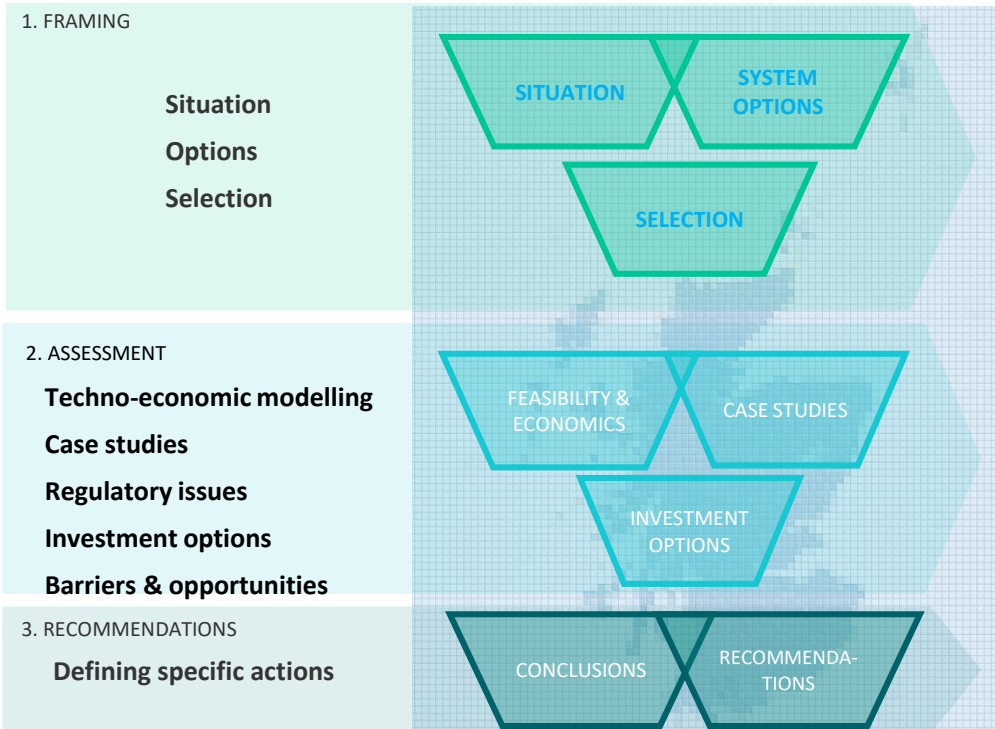 1. FRAMING
Situation
Options
Selection
SITUATION
SYSTEM
OPTIONS
SELECTION
2. ASSESSMENT
Techno-economic modelling
Case studies
Regulatory issues
Investment options
Barriers & opportunities
FEASIBILITY &
ECONOMICS
CASE STUDIES
INVESTMENT
OPTIONS
3. RECOMMENDATIONS
Defining specific actions
CONCLUSIONS
RECOMMENDA-
TIONS